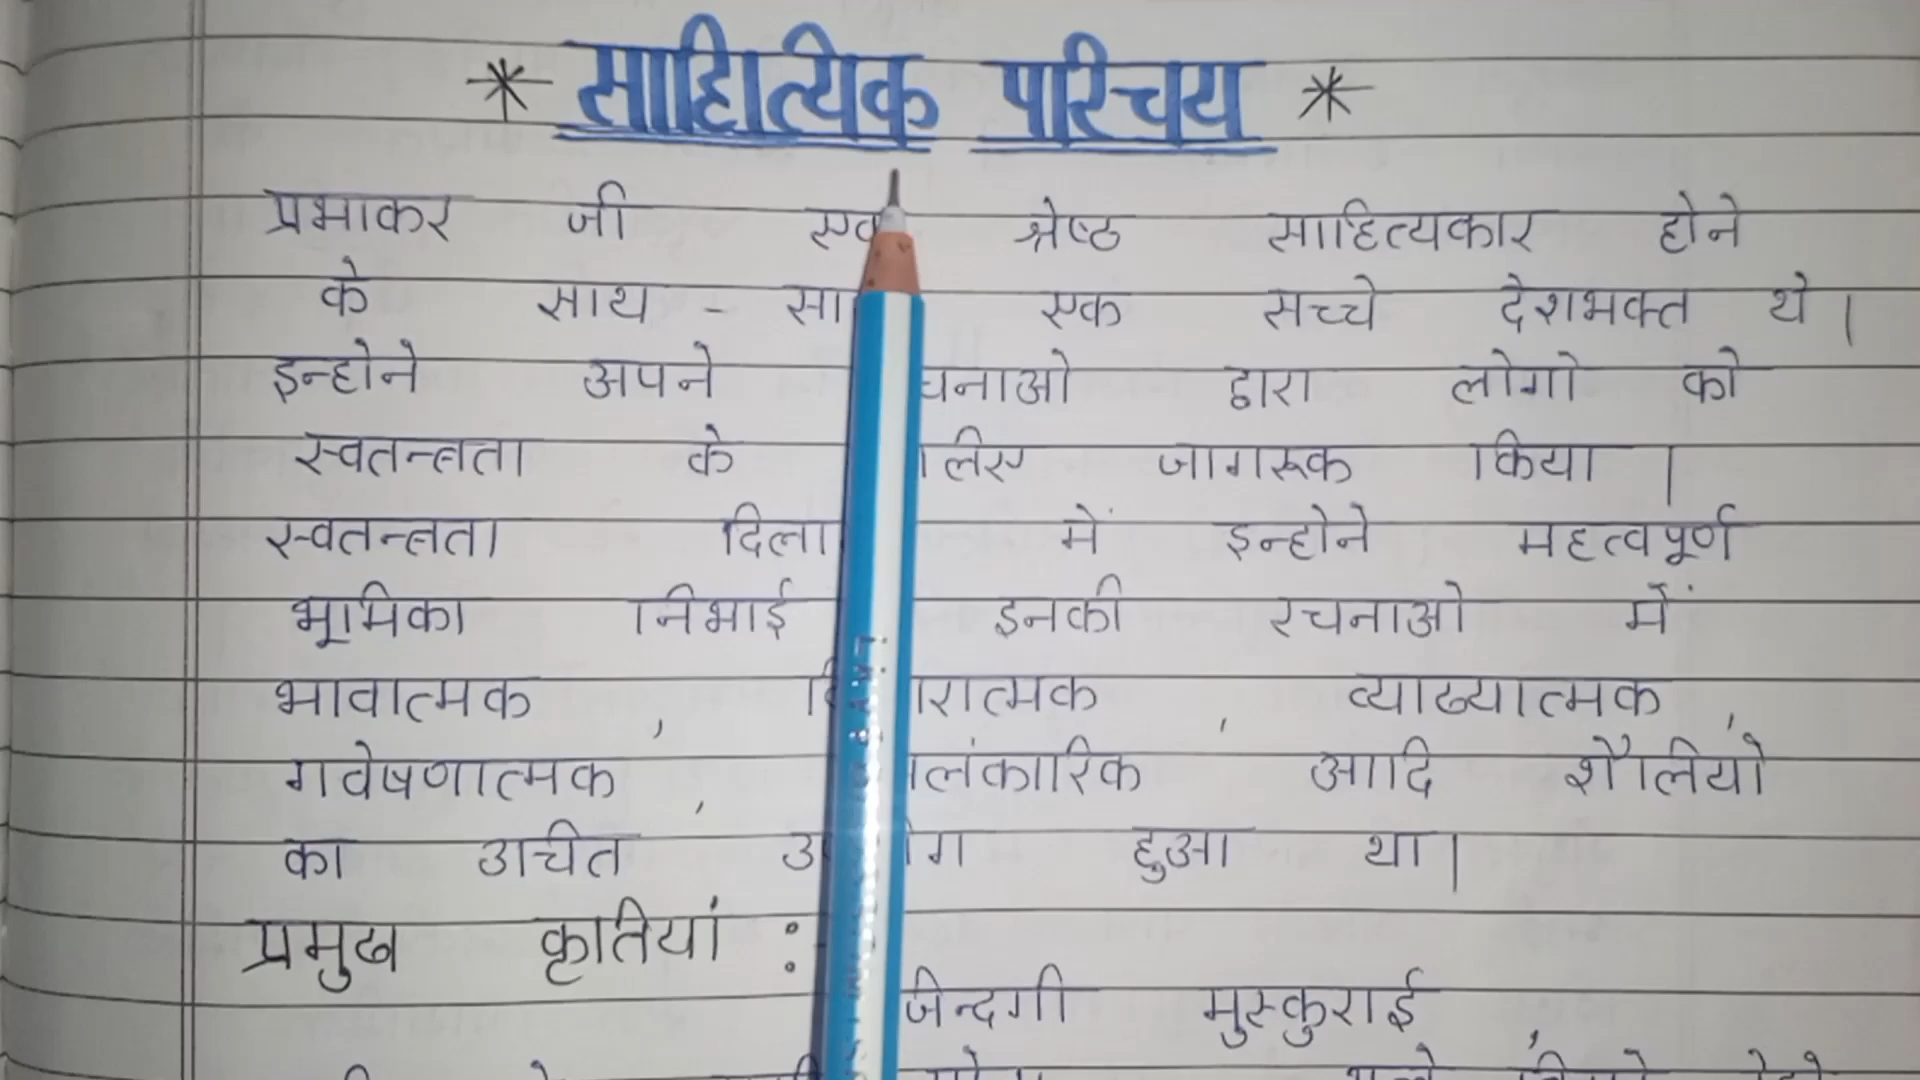 * साहित्यिक परिचय *
प्रभाकर जी श्रेष्ठ साहित्यकार होने
के साथ - एक सच्चे देशभक्त थे।
इन्होने अपने द्वारा लोगो को
स्वतन्त्रता के लिए जागरूक किया।
स्वतन्त्रता में इन्होने महत्वपूर्ण
भूमिका निभाई इनकी रचनाओ में
भावात्मक , व्याख्यात्मक ,
गवेषणात्मक , आदि शैलियो
का उचित हुआ था।
प्रमुख कृतियां :
जिन्दगी मुस्कुराई ,